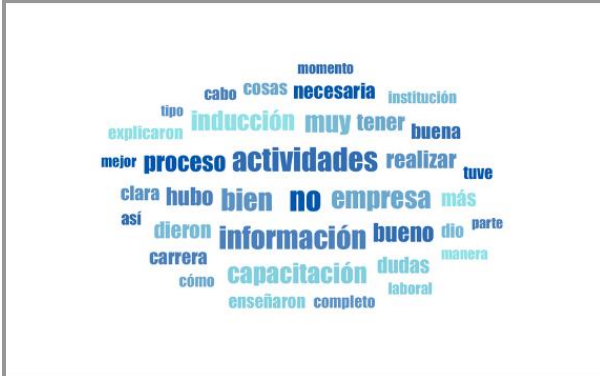 momento
cabo cosas necesaria institución
tipo inducción muy tener buena
explicaron
mejor proceso actividades realizar tuve
clara hubo bien no empresa más
así dieron información bueno dio parte
carrera capacitación dudas manera
cómo laboral
enseñaron completo